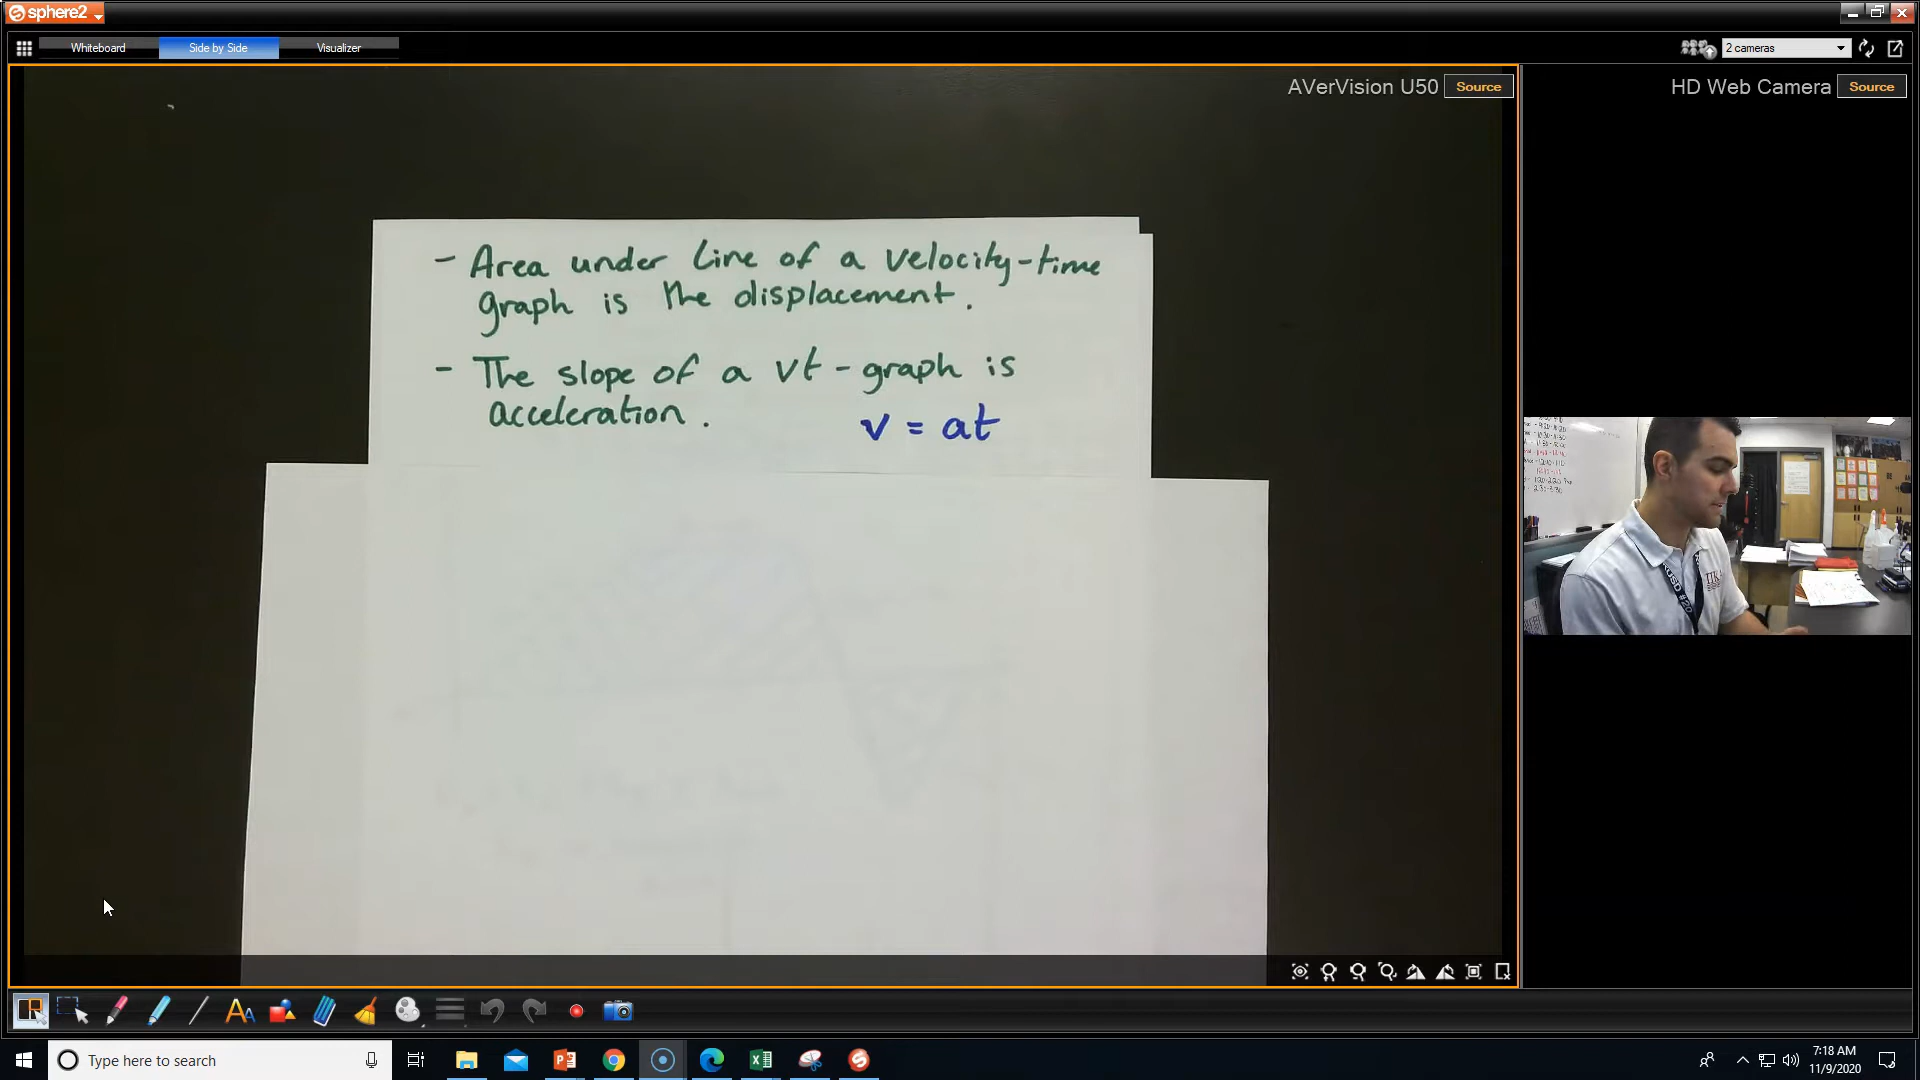 sphere2
Whiteboard
Side by Side
Visualizer
2 cameras
AVerVision U50
Source
HD Web Camera
Source
- Area under line of a velocity-time
graph is the displacement.
- The slope of a vt-graph is
acceleration.
v = at
Type here to search
7:18 AM
11/9/2020